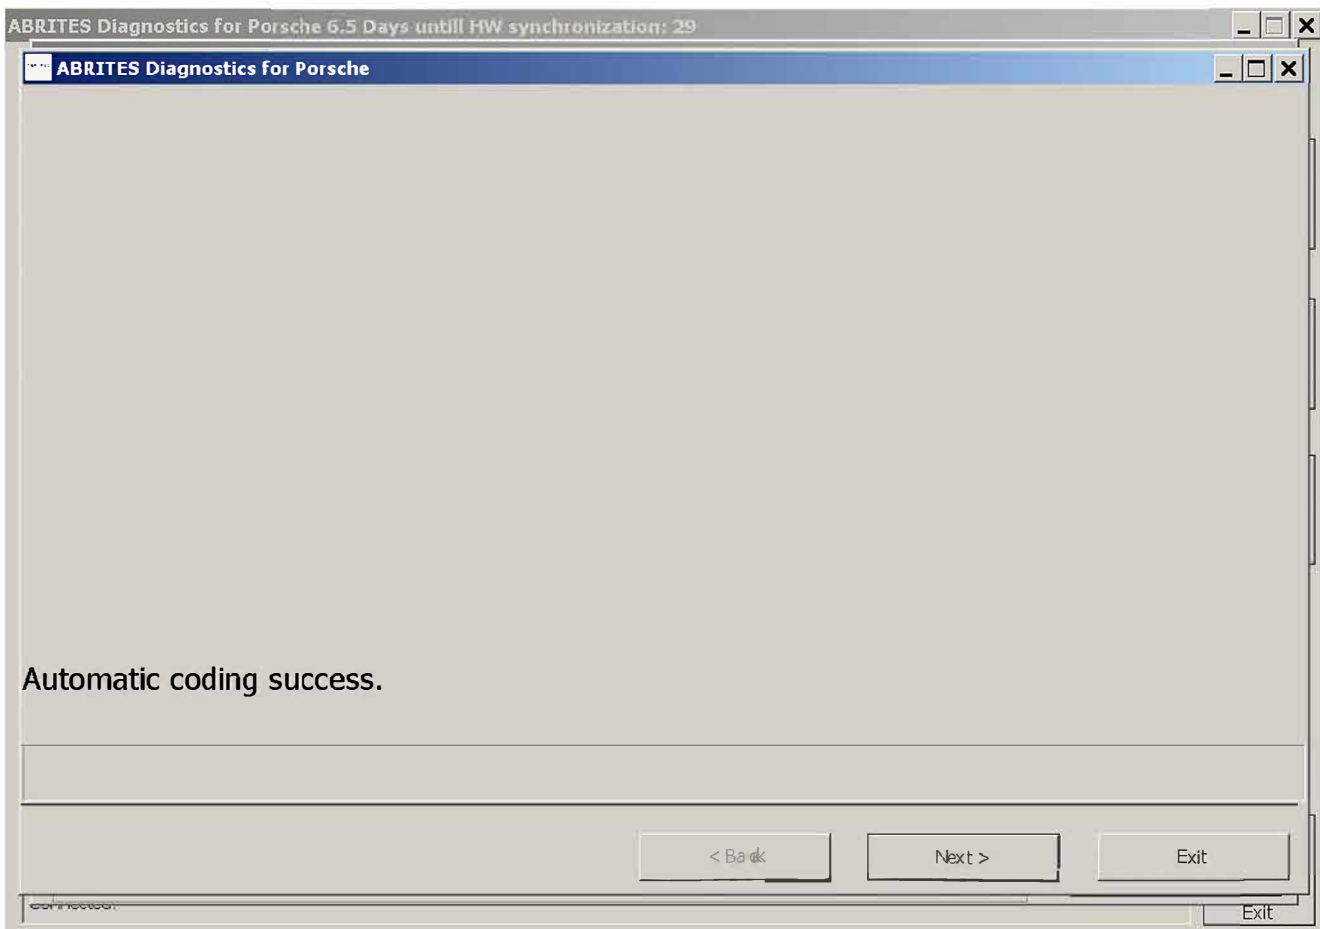 ABRITES Diagnostics for Porsche 6.5 Days untill HW synchronization: 29
ABRITES Diagnostics for Porsche
Automatic coding success.
< Back
Next >
Exit
Connected.
Exit